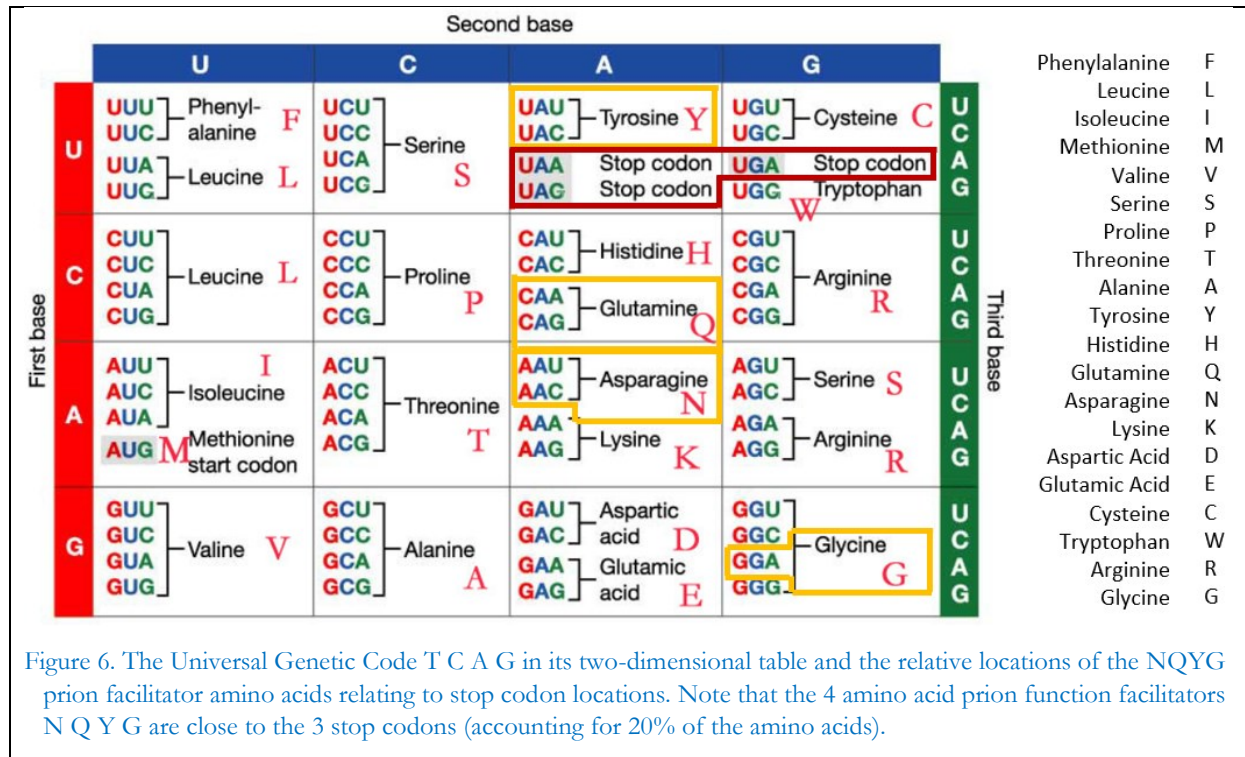 Second base
U C A G
First base
U
UUU
UUC
Phenyl-
alanine F
UUA
UUG
Leucine L
UCU
UCC
UCA
UCG
Serine
S
UAU
UAC
Tyrosine Y
UAA Stop codon
UAG Stop codon
UGU
UGC
Cysteine C
UGA Stop codon
UGG Tryptophan
W
U
C
A
G
C
CUU
CUC
CUA
CUG
Leucine L
CCU
CCC
CCA
CCG
Proline
P
CAU
CAC
Histidine H
CAA
CAG
Glutamine
Q
CGU
CGC
CGA
CGG
Arginine
R
U
C
A
G
A
AUU
AUC
AUA
I
Isoleucine
AUG M Methionine
start codon
ACU
ACC
ACA
ACG
Threonine
T
AAU
AAC
Asparagine
N
AAA
AAG
Lysine
K
AGU
AGC
Serine S
AGA
AGG
Arginine
R
U
C
A
G
G
GUU
GUC
GUA
GUG
Valine V
GCU
GCC
GCA
GCG
Alanine
A
GAU
GAC
Aspartic
acid D
GAA
GAG
Glutamic
acid E
GGU
GGC
GGA
GGG
Glycine
G
U
C
A
G
Third base
Phenylalanine F
Leucine L
Isoleucine I
Methionine M
Valine V
Serine S
Proline P
Threonine T
Alanine A
Tyrosine Y
Histidine H
Glutamine Q
Asparagine N
Lysine K
Aspartic Acid D
Glutamic Acid E
Cysteine C
Tryptophan W
Arginine R
Glycine G
Figure 6. The Universal Genetic Code T C A G in its two-dimensional table and the relative locations of the NQYG
prion facilitator amino acids relating to stop codon locations. Note that the 4 amino acid prion function facilitators
N Q Y G are close to the 3 stop codons (accounting for 20% of the amino acids).